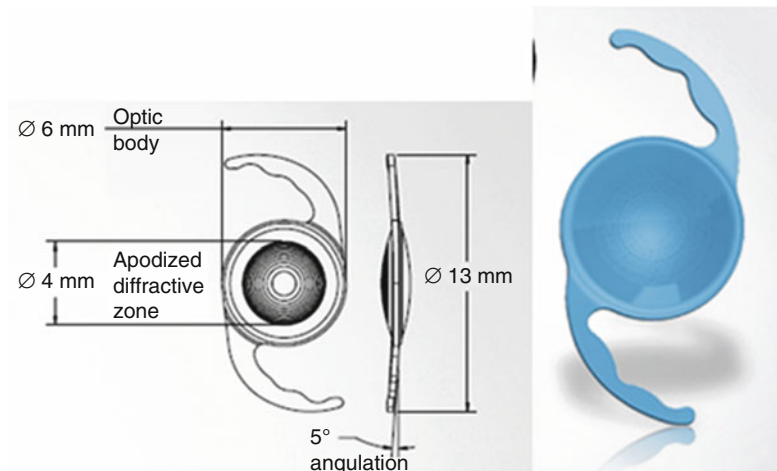 ∅ 6 mm
Optic
body
∅ 4 mm
Apodized
diffractive
zone
∅ 13 mm
5°
angulation